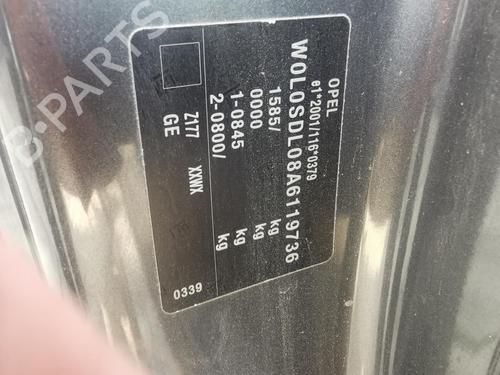 OPEL
e1*2001/116*0379
W0L0SDL08A6119736
1585/ kg
0000 kg
1-0845 kg
2-0800/ kg
Z177 XXWX
GE
0339
B-PARTS